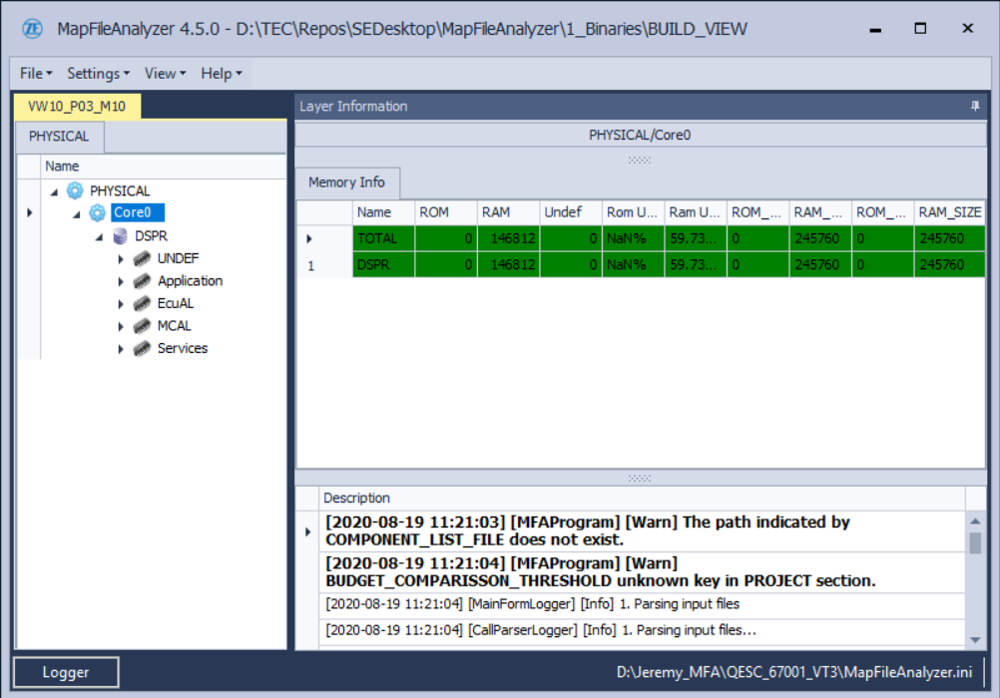 MapFileAnalyzer 4.5.0 - D:\TEC\Repos\SEDesktop\MapFileAnalyzer\1_Binaries\BUILD_VIEW
File Settings View Help
VW10_P03_M10
PHYSICAL
Name
PHYSICAL
Core0
DSPR
UNDEF
Application
EcuAL
MCAL
Services
Layer Information
PHYSICAL/Core0
Memory Info
Name ROM RAM Undef Rom U... Ram U... ROM_... RAM_... ROM_... RAM_SIZE
TOTAL 0 146812 0 NaN% 59.73... 0 245760 0 245760
1 DSPR 0 146812 0 NaN% 59.73... 0 245760 0 245760
Description
[2020-08-19 11:21:03] [MFAProgram] [Warn] The path indicated by
COMPONENT_LIST_FILE does not exist.
[2020-08-19 11:21:04] [MFAProgram] [Warn]
BUDGET_COMPARISSON_THRESHOLD unknown key in PROJECT section.
[2020-08-19 11:21:04] [MainFormLogger] [Info] 1. Parsing input files
[2020-08-19 11:21:04] [CallParserLogger] [Info] 1. Parsing input files...
Logger
D:\Jeremy_MFA\QESC_67001_VT3\MapFileAnalyzer.ini